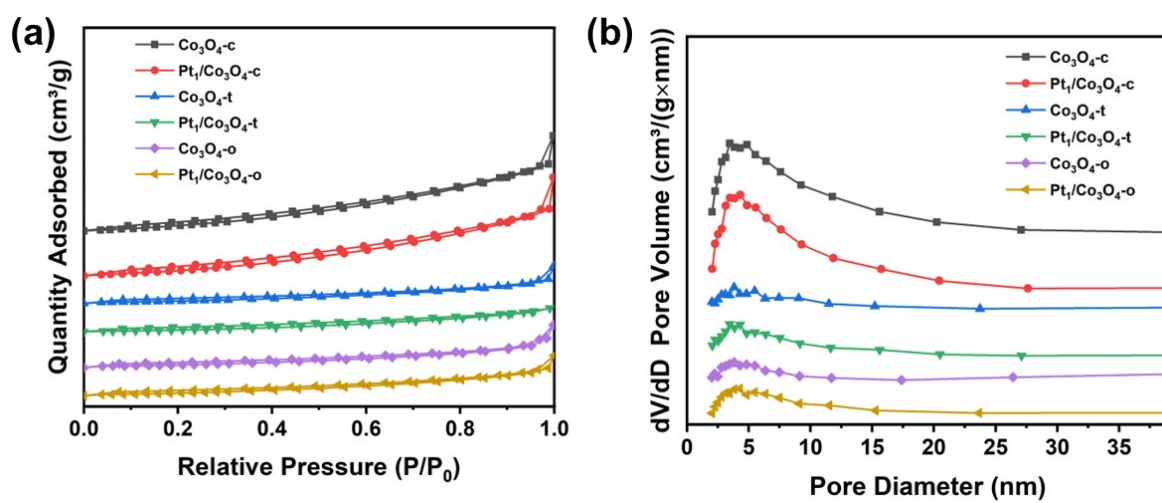 (a)
Quantity Adsorbed (cm³/g)
Co₃O₄-c
Pt₁/Co₃O₄-c
Co₃O₄-t
Pt₁/Co₃O₄-t
Co₃O₄-o
Pt₁/Co₃O₄-o
0.0 0.2 0.4 0.6 0.8 1.0
Relative Pressure (P/P₀)
(b)
dV/dD Pore Volume (cm³/(g×nm))
Co₃O₄-c
Pt₁/Co₃O₄-c
Co₃O₄-t
Pt₁/Co₃O₄-t
Co₃O₄-o
Pt₁/Co₃O₄-o
0 5 10 15 20 25 30 35
Pore Diameter (nm)